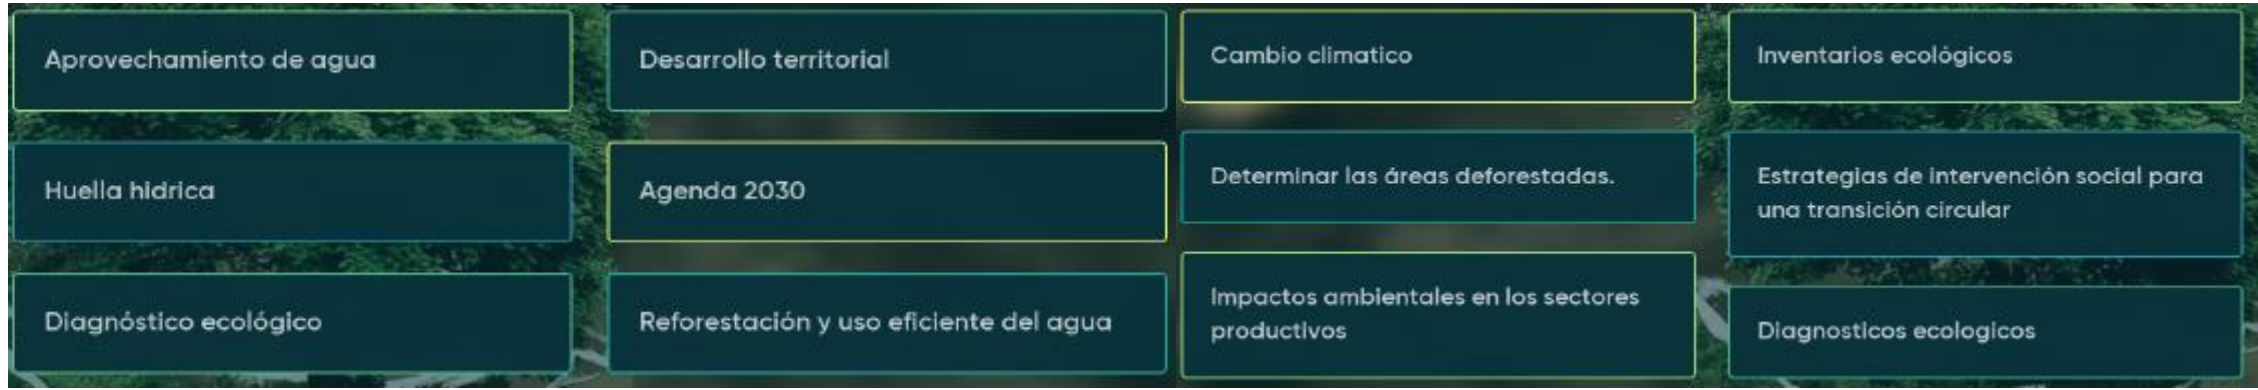 Aprovechamiento de agua
Desarrollo territorial
Cambio climatico
Inventarios ecológicos
Huella hidrica
Agenda 2030
Determinar las áreas deforestadas.
Estrategias de intervención social para
una transición circular
Diagnóstico ecológico
Reforestación y uso eficiente del agua
Impactos ambientales en los sectores
productivos
Diagnosticos ecologicos